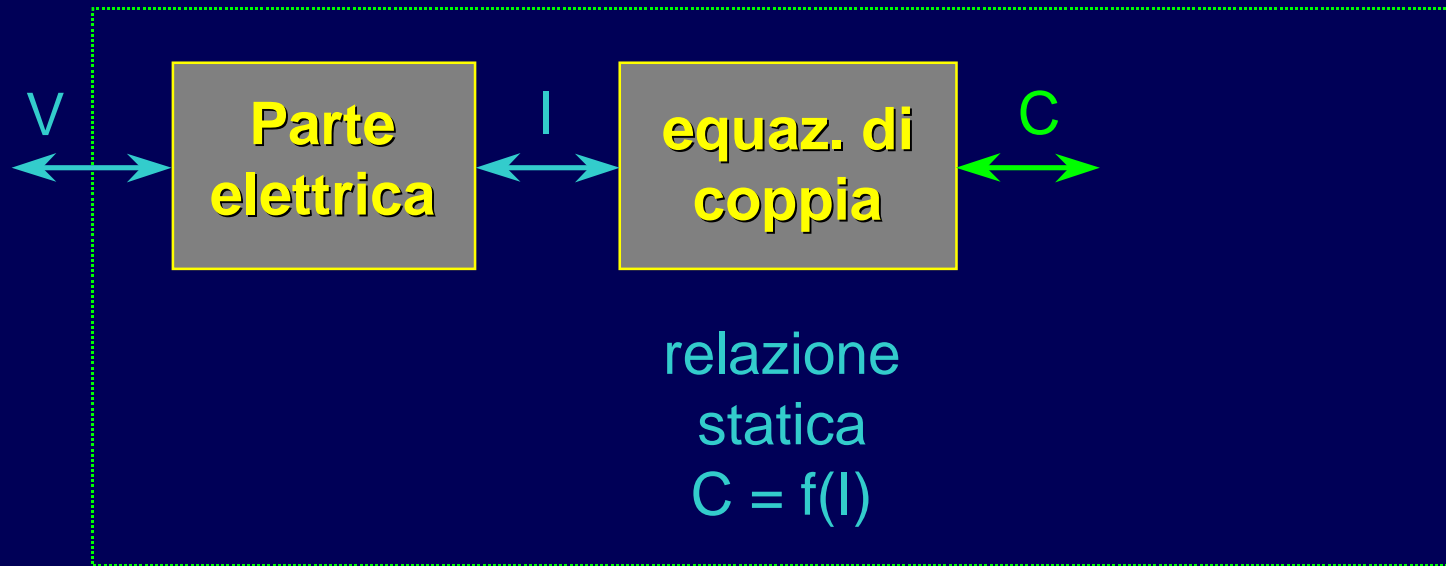 V
Parte
elettrica
I
equaz. di
coppia
C
relazione
statica
C = f(I)